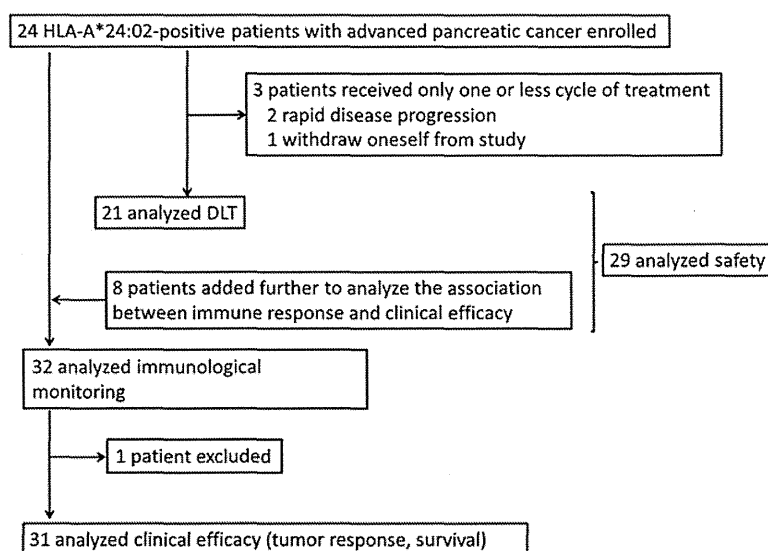 24 HLA-A*24:02-positive patients with advanced pancreatic cancer enrolled
3 patients received only one or less cycle of treatment
2 rapid disease progression
1 withdraw oneself from study
21 analyzed DLT
29 analyzed safety
8 patients added further to analyze the association
between immune response and clinical efficacy
32 analyzed immunological
monitoring
1 patient excluded
31 analyzed clinical efficacy (tumor response, survival)